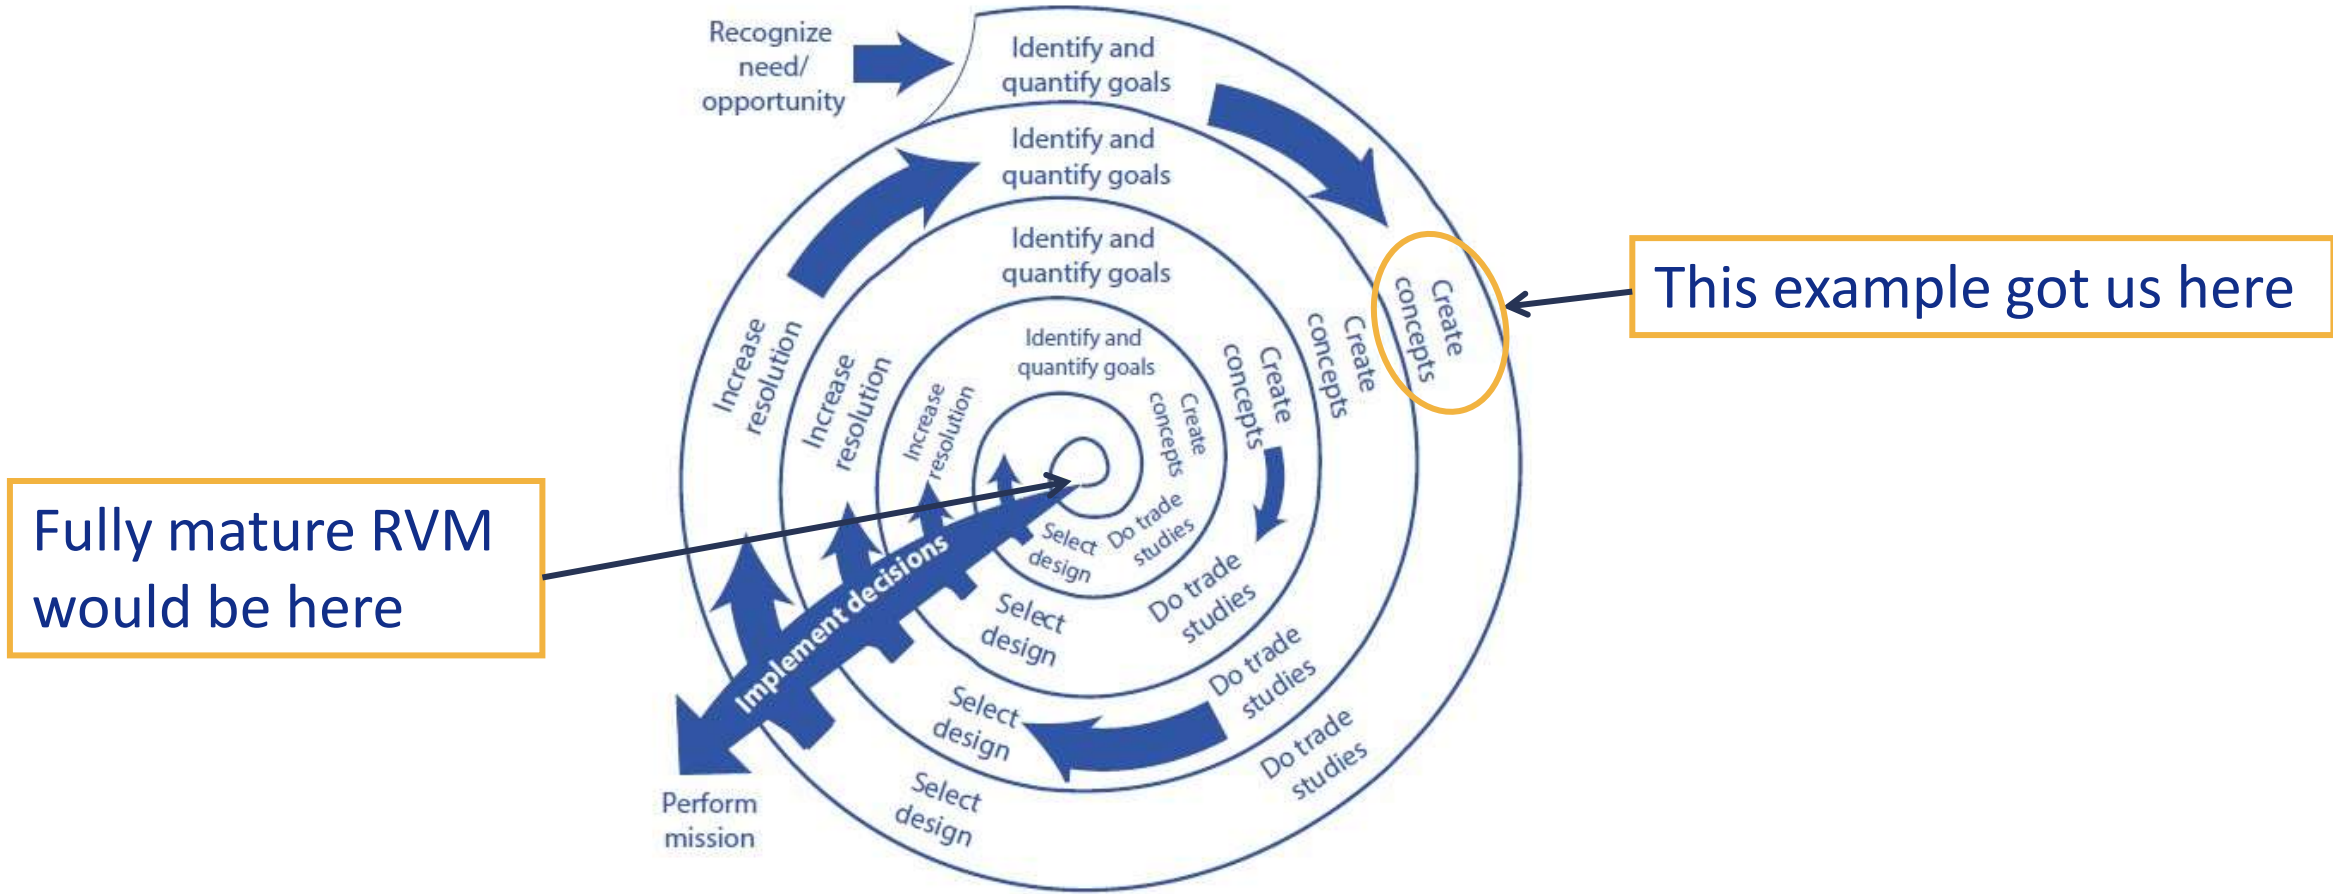 Recognize
need/
opportunity
Identify and
quantify goals
Identify and
quantify goals
Identify and
quantify goals
Identify and
quantify goals
Create
concepts
Create
concepts
Create
concepts
Create
concepts
This example got us here
Increase
resolution
Increase
resolution
Increase
resolution
Fully mature RVM
would be here
Do trade
studies
Do trade
studies
Do trade
studies
Do trade
studies
Select
design
Select
design
Select
design
Select
design
Implement decisions
Perform
mission